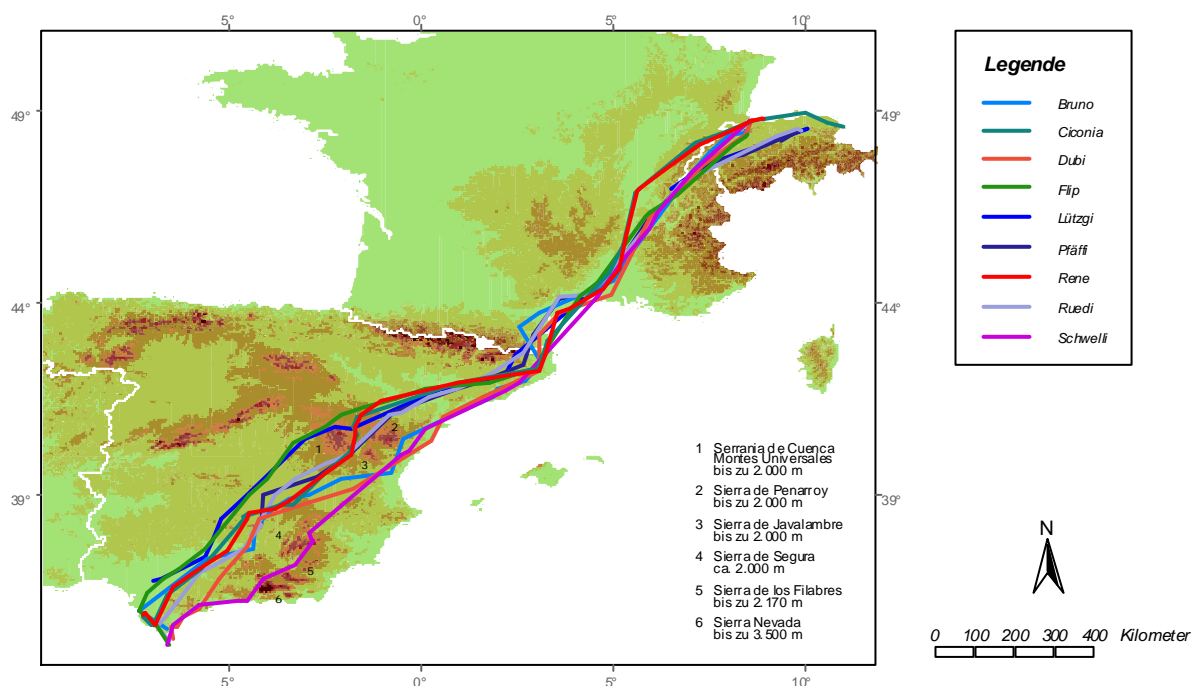 5° 0° 5° 10°
49° 49°
44° 44°
39° 39°
1
2
3
4
5
6
1 Serrania de Cuenca
Montes Universales
bis zu 2.000 m
2 Sierra de Penarroy
bis zu 2.000 m
3 Sierra de Javalambre
bis zu 2.000 m
4 Sierra de Segura
ca. 2.000 m
5 Sierra de los Filabres
bis zu 2.170 m
6 Sierra Nevada
bis zu 3.500 m
5° 0° 5° 10°
Legende
Bruno
Ciconia
Dubi
Flip
Lützgi
Pfäffi
Rene
Ruedi
Schwelli
N
0 100 200 300 400 Kilometer